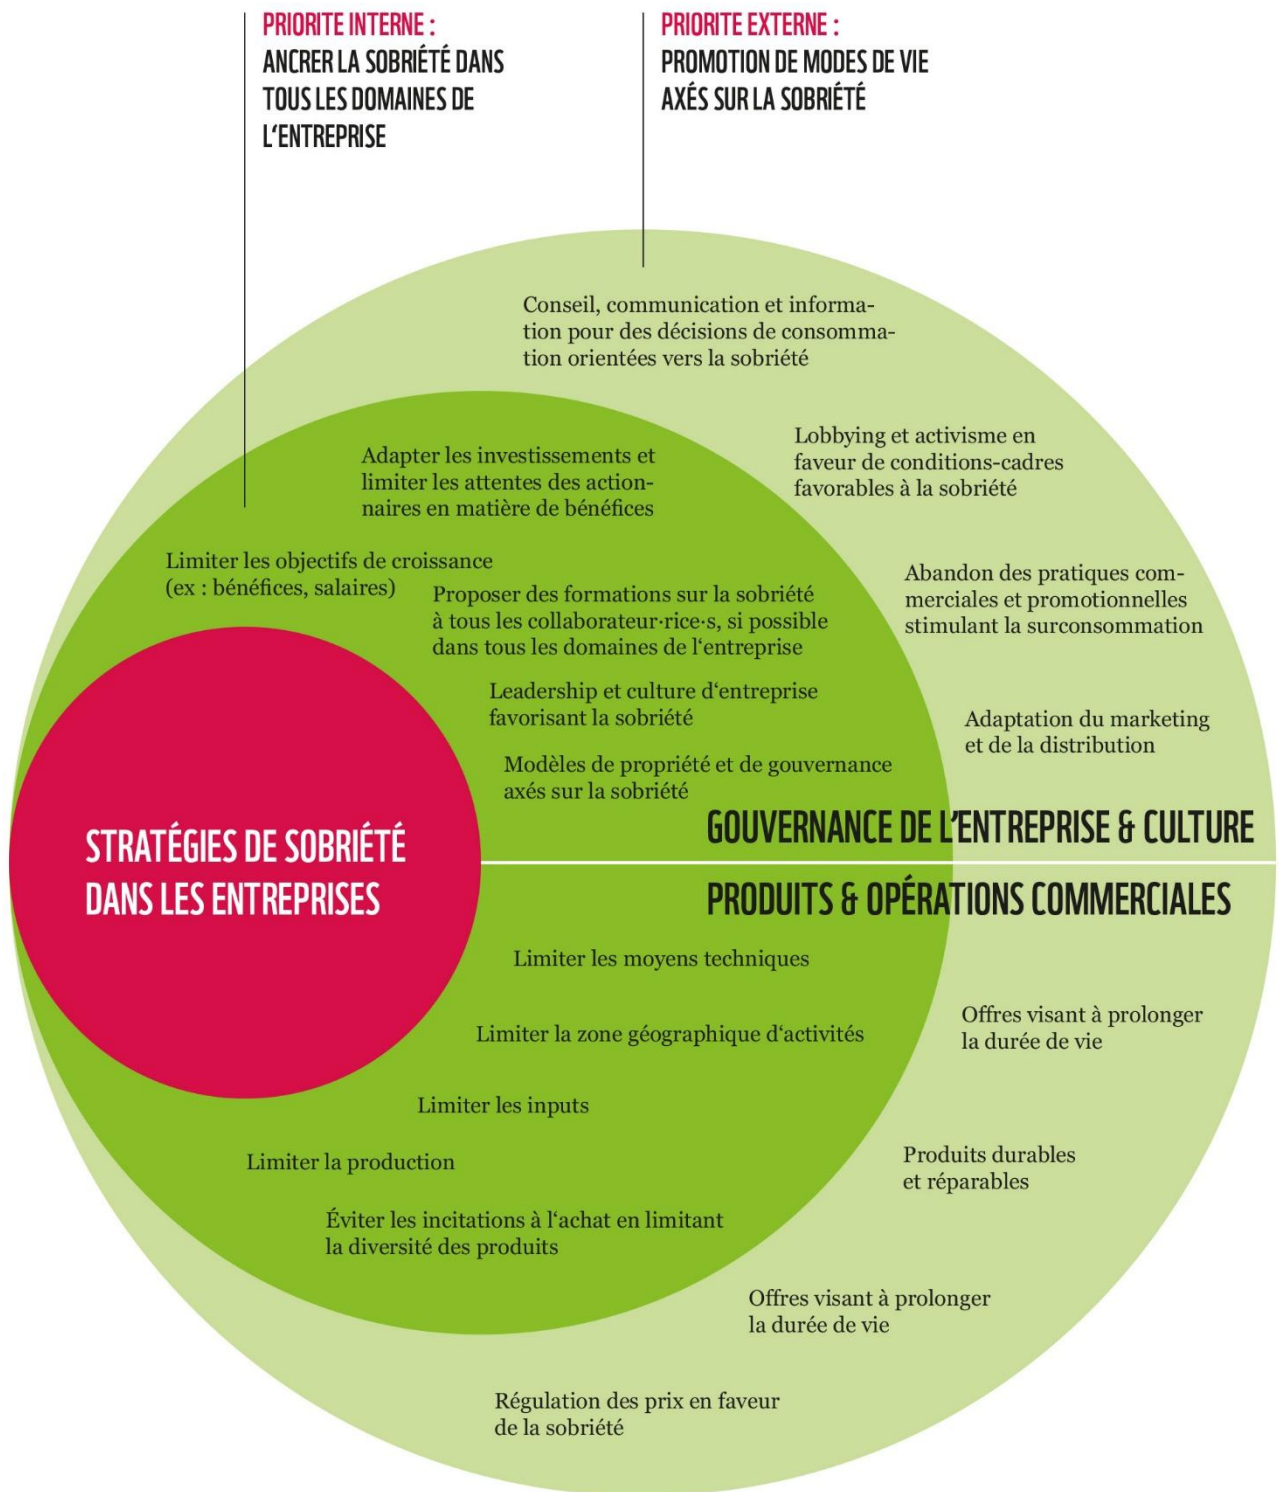 PRIORITE INTERNE :
ANCRER LA SOBRIÉTÉ DANS
TOUS LES DOMAINES DE
L‘ENTREPRISE
PRIORITE EXTERNE :
PROMOTION DE MODES DE VIE
AXÉS SUR LA SOBRIÉTÉ
Conseil, communication et informa-
tion pour des décisions de consomma-
tion orientées vers la sobriété
Lobbying et activisme en
faveur de conditions-cadres
favorables à la sobriété
Adapter les investissements et
limiter les attentes des action-
naires en matière de bénéfices
Limiter les objectifs de croissance
(ex : bénéfices, salaires)
Abandon des pratiques com-
merciales et promotionnelles
stimulant la surconsommation
Proposer des formations sur la sobriété
à tous les collaborateur·rice·s, si possible
dans tous les domaines de l‘entreprise
Leadership et culture d‘entreprise
favorisant la sobriété
Adaptation du marketing
et de la distribution
Modèles de propriété et de gouvernance
axés sur la sobriété
GOUVERNANCE DE L’ENTREPRISE & CULTURE
STRATÉGIES DE SOBRIÉTÉ
DANS LES ENTREPRISES
PRODUITS & OPÉRATIONS COMMERCIALES
Limiter les moyens techniques
Offres visant à prolonger
la durée de vie
Limiter la zone géographique d‘activités
Limiter les inputs
Produits durables
et réparables
Limiter la production
Éviter les incitations à l‘achat en limitant
la diversité des produits
Offres visant à prolonger
la durée de vie
Régulation des prix en faveur
de la sobriété